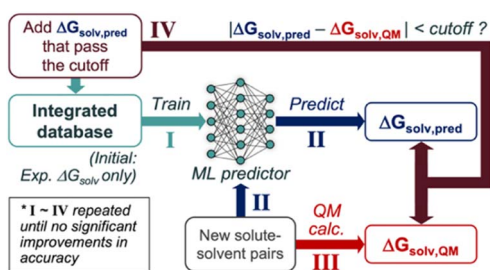 Add ΔGsolv,pred
that pass
the cutoff
IV
|ΔGsolv,pred – ΔGsolv,QM| < cutoff ?
Integrated
database
(Initial:
Exp. ΔGsolv only)
Train
I
ML predictor
Predict
II
ΔGsolv,pred
II
* I ~ IV repeated
until no significant
improvements in
accuracy
New solute-
solvent pairs
QM
calc.
III
ΔGsolv,QM